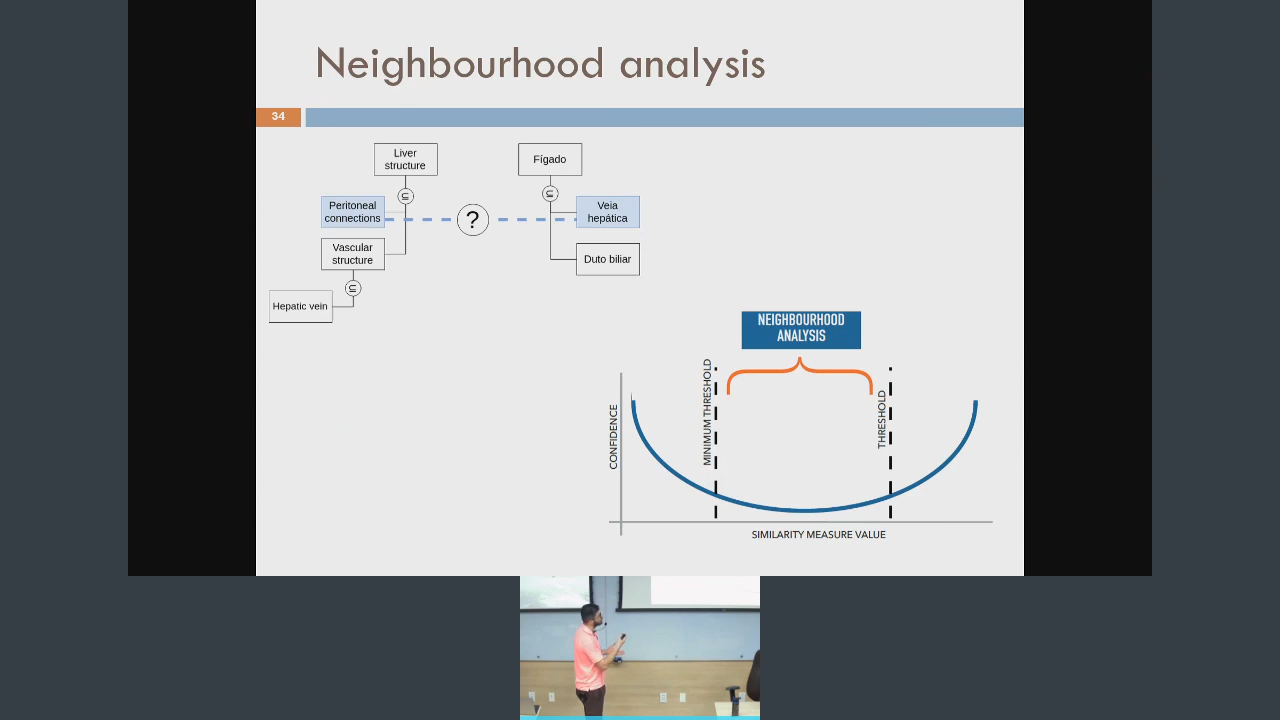 Neighbourhood analysis
34
Liver
structure
Fígado
⊆
⊆
Peritoneal
connections
?
Veia
hepática
Vascular
structure
Duto biliar
⊆
Hepatic vein
NEIGHBOURHOOD
ANALYSIS
CONFIDENCE
MINIMUM THRESHOLD
THRESHOLD
SIMILARITY MEASURE VALUE